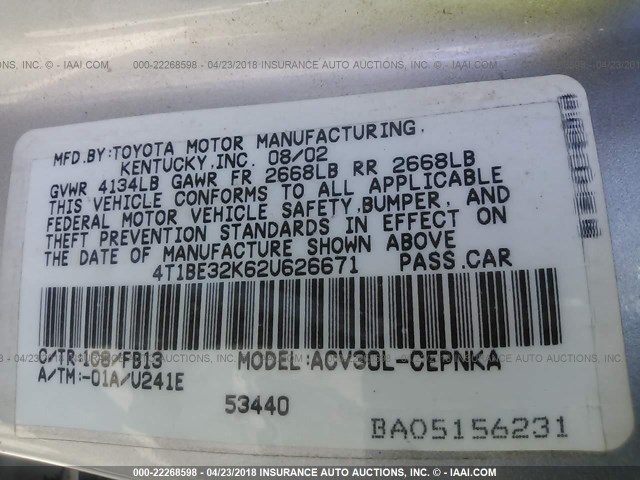 000-22268598 - 04/23/2018 - INSURANCE AUTO AUCTIONS, INC. © - IAAI.COM
MFD.BY:TOYOTA MOTOR MANUFACTURING,
KENTUCKY,INC. 08/02
GVWR 4134LB GAWR FR 2668LB RR 2668LB
THIS VEHICLE CONFORMS TO ALL APPLICABLE
FEDERAL MOTOR VEHICLE SAFETY,BUMPER, AND
THEFT PREVENTION STANDARDS IN EFFECT ON
THE DATE OF MANUFACTURE SHOWN ABOVE
4T1BE32K62U626671 PASS.CAR
C/TR:1C8/FB13 MODEL:ACV30L-CEPNKA
A/TM:-01A/U241E
53440
BA05156231
000-22268598 - 04/23/2018 - INSURANCE AUTO AUCTIONS, INC. © - IAAI.COM